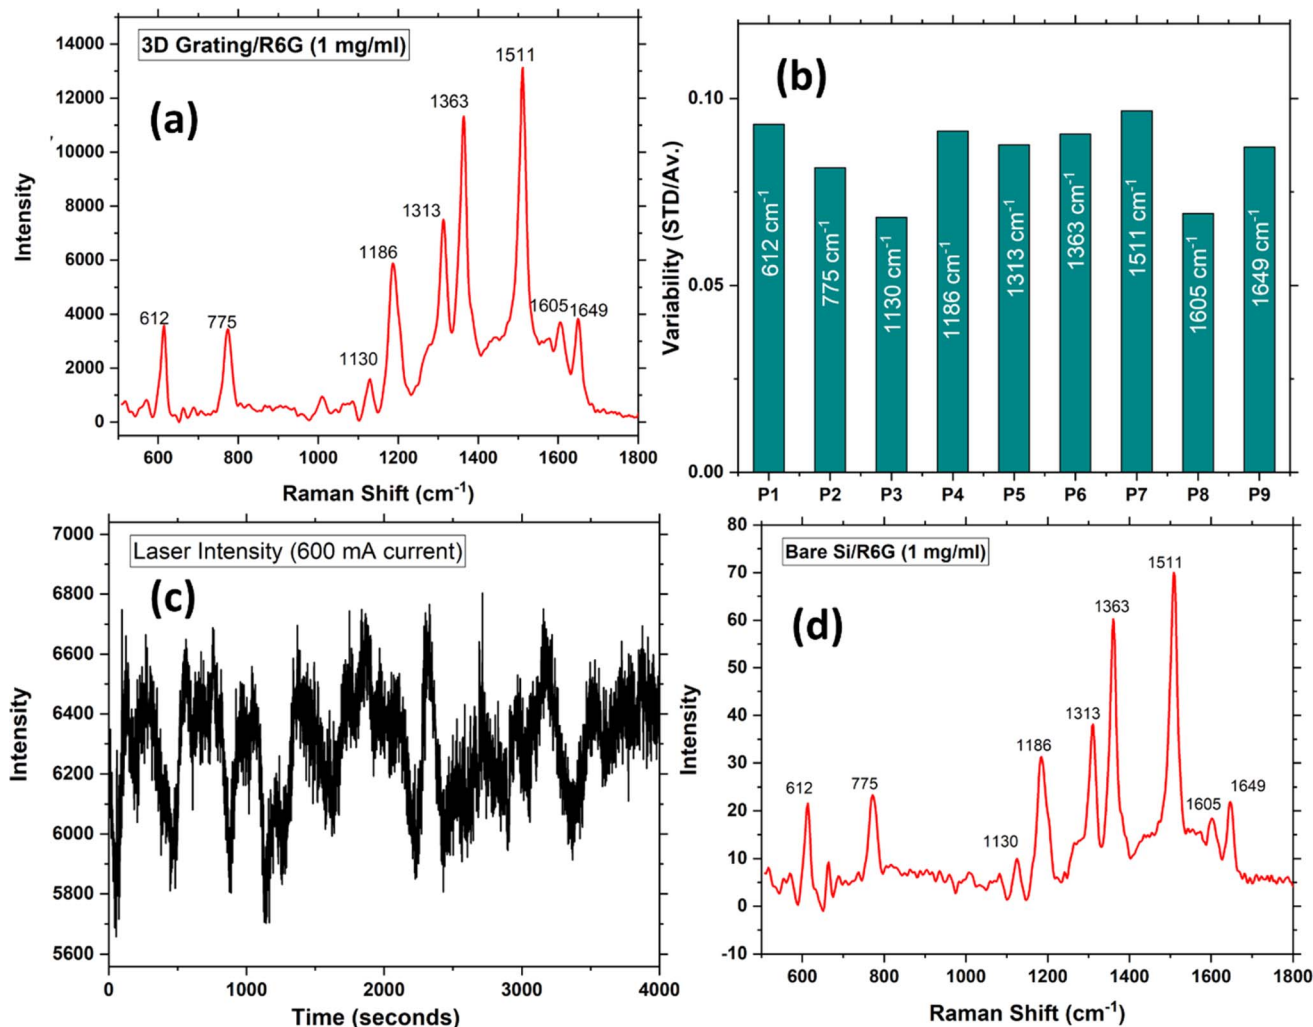 3D Grating/R6G (1 mg/ml)
(a)
Intensity
14000
12000
10000
8000
6000
4000
2000
0
612
775
1130
1186
1313
1363
1511
1605
1649
600
800
1000
1200
1400
1600
1800
Raman Shift (cm⁻¹)
(b)
Variability (STD/Av.)
0.10
0.05
0.00
612 cm⁻¹
775 cm⁻¹
1130 cm⁻¹
1186 cm⁻¹
1313 cm⁻¹
1363 cm⁻¹
1511 cm⁻¹
1605 cm⁻¹
1649 cm⁻¹
P1
P2
P3
P4
P5
P6
P7
P8
P9
Laser Intensity (600 mA current)
(c)
Intensity
7000
6800
6600
6400
6200
6000
5800
5600
0
1000
2000
3000
4000
Time (seconds)
Bare Si/R6G (1 mg/ml)
(d)
Intensity
80
70
60
50
40
30
20
10
0
-10
612
775
1130
1186
1313
1363
1511
1605
1649
600
800
1000
1200
1400
1600
1800
Raman Shift (cm⁻¹)